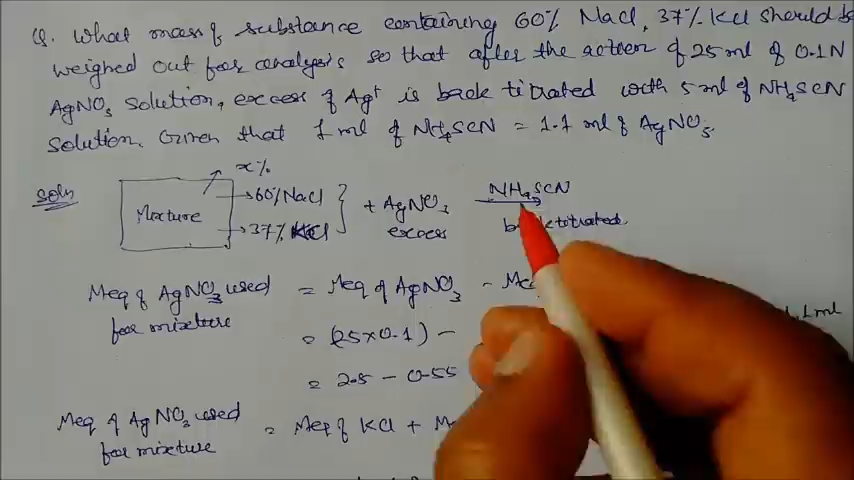 Q. What mass of substance containing 60% NaCl, 37% KCl should be
weighed out for analysis so that after the action of 25 ml of 0.1N
AgNO3 solution, excess of Ag+ is back titrated with 5 ml of NH4SCN
solution. Given that 1 ml of NH4SCN = 1.1 ml of AgNO3.
Soln
x%
Mixture
60% NaCl
37% KCl
+ AgNO3
excess
NH4SCN
back titrated
Meq of AgNO3 used
for mixture
= Meq of AgNO3 -
= (25x0.1) -
1ml
= 2.5 - 0.55
Meq of AgNO3 used
for mixture
= Meq of KCl +